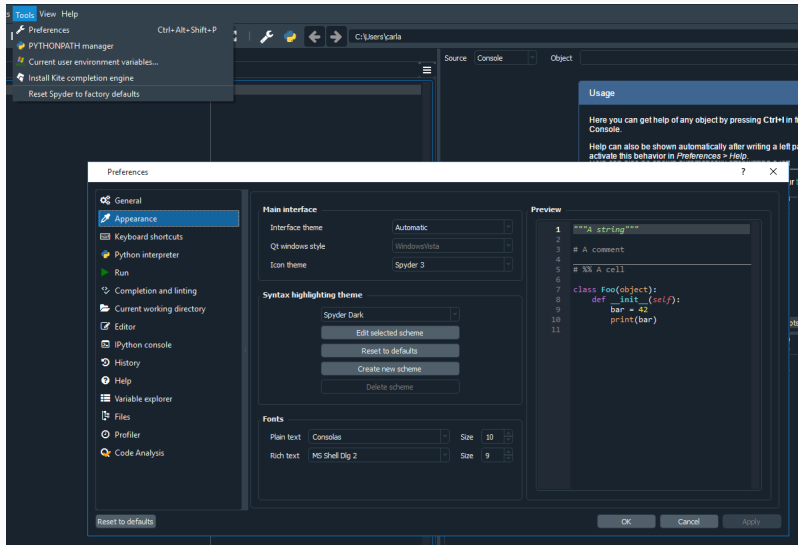 s Tools View Help
Preferences Ctrl+Alt+Shift+P
PYTHONPATH manager
Current user environment variables...
Install Kite completion engine
Reset Spyder to factory defaults
C:\Users\carla
Source Console Object
Usage
Here you can get help of any object by pressing Ctrl+I in
Console.
Help can also be shown automatically after writing a left
activate this behavior in Preferences > Help.
Preferences
General
Appearance
Keyboard shortcuts
Python interpreter
Run
Completion and linting
Current working directory
Editor
IPython console
History
Help
Variable explorer
Files
Profiler
Code Analysis
Reset to defaults
Main interface
Interface theme Automatic
Qt windows style WindowsVista
Icon theme Spyder 3
Syntax highlighting theme
Spyder Dark
Edit selected scheme
Reset to defaults
Create new scheme
Delete scheme
Fonts
Plain text Consolas Size 10
Rich text MS Shell Dlg 2 Size 9
Preview
1 """A string"""
2
3 # A comment
4
5 # %% A cell
6
7 class Foo(object):
8 def __init__(self):
9 bar = 42
10 print(bar)
11
OK Cancel Apply